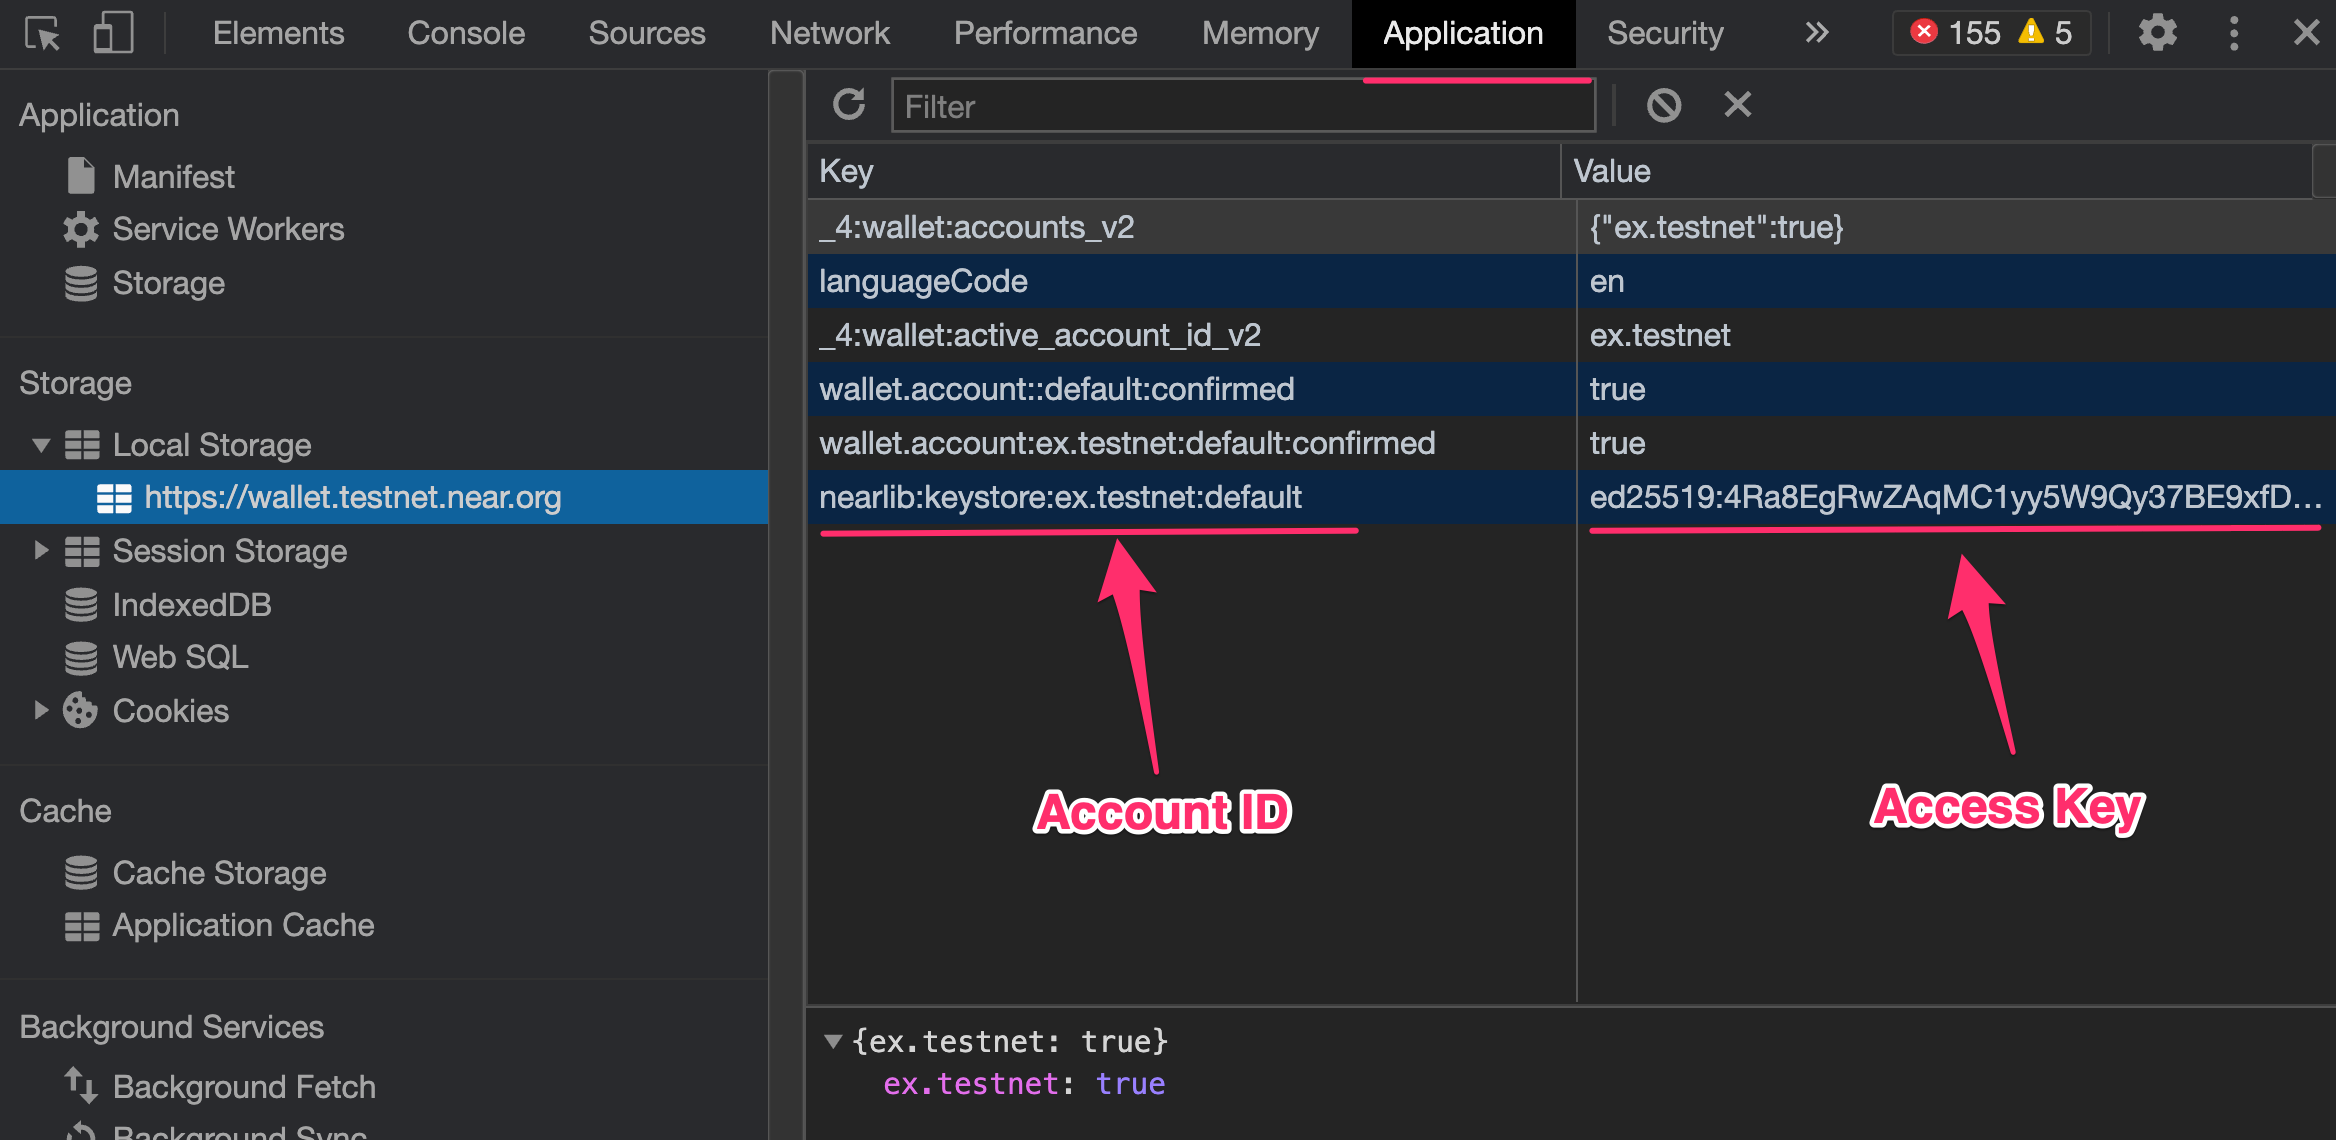 Elements Console Sources Network Performance Memory Application Security » 155 5
Application
Manifest
Service Workers
Storage
Storage
Local Storage
https://wallet.testnet.near.org
Session Storage
IndexedDB
Web SQL
Cookies
Cache
Cache Storage
Application Cache
Background Services
Background Fetch
Background Sync
Filter
Key Value
_4:wallet:accounts_v2 {"ex.testnet":true}
languageCode en
_4:wallet:active_account_id_v2 ex.testnet
wallet.account::default:confirmed true
wallet.account:ex.testnet:default:confirmed true
nearlib:keystore:ex.testnet:default ed25519:4Ra8EgRwZAqMC1yy5W9Qy37BE9xfD…
Account ID Access Key
{ex.testnet: true}
ex.testnet: true